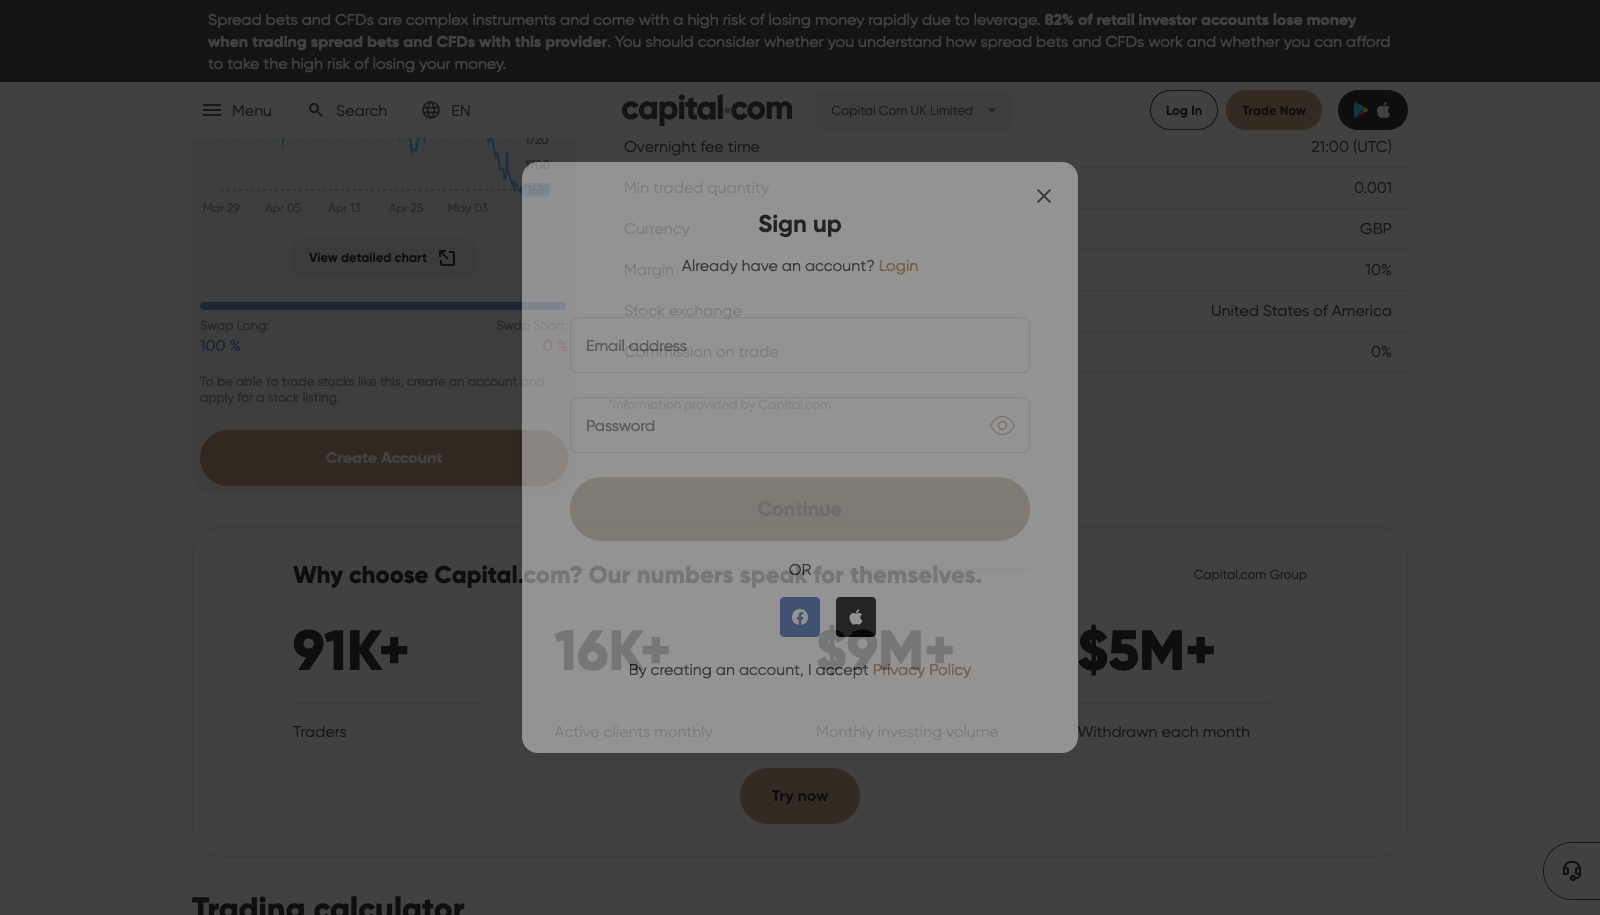 Spread bets and CFDs are complex instruments and come with a high risk of losing money rapidly due to leverage. 82% of retail investor accounts lose money
when trading spread bets and CFDs with this provider. You should consider whether you understand how spread bets and CFDs work and whether you can afford
to take the high risk of losing your money.
Menu
Search
EN
capital.com
Capital Com UK Limited
Log In
Trade Now
1720
1700
1681
Mar 29
Apr 05
Apr 13
Apr 25
May 03
View detailed chart
Swap Long:
Swap Short:
100 %
0 %
To be able to trade stocks like this, create an account and
apply for a stock listing.
Create Account
Overnight fee time
21:00 (UTC)
Min traded quantity
0.001
Currency
GBP
Margin
10%
Stock exchange
United States of America
Commission on trade
0%
*Information provided by Capital.com
Sign up
Already have an account? Login
Email address
Password
Continue
OR
By creating an account, I accept Privacy Policy
Why choose Capital.com? Our numbers speak for themselves.
Capital.com Group
91K+
16K+
$9M+
$5M+
Traders
Active clients monthly
Monthly investing volume
Withdrawn each month
Try now
Trading calculator